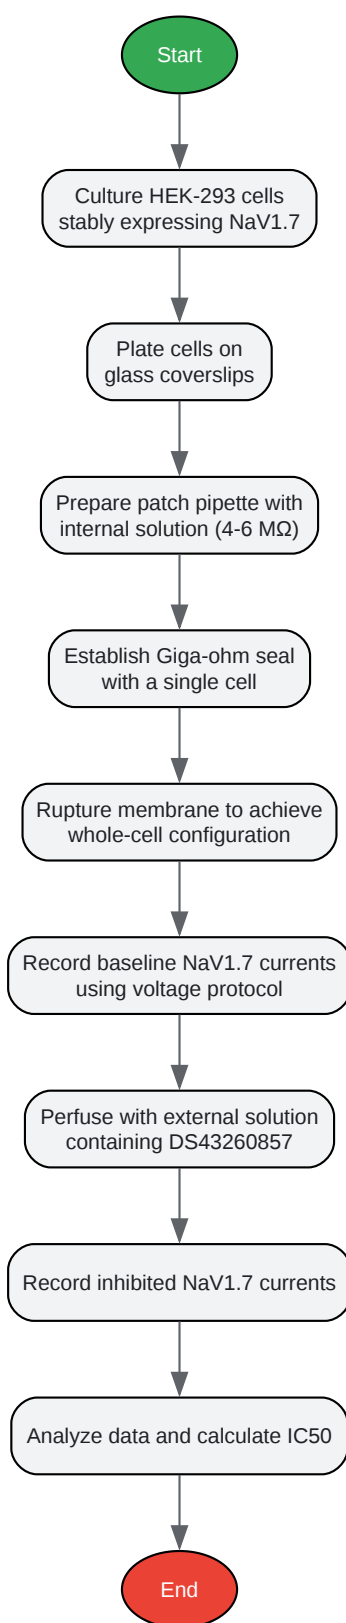 Start
Culture HEK-293 cells
stably expressing NaV1.7
Plate cells on
glass coverslips
Prepare patch pipette with
internal solution (4-6 MΩ)
Establish Giga-ohm seal
with a single cell
Rupture membrane to achieve
whole-cell configuration
Record baseline NaV1.7 currents
using voltage protocol
Perfuse with external solution
containing DS43260857
Record inhibited NaV1.7 currents
Analyze data and calculate IC50
End